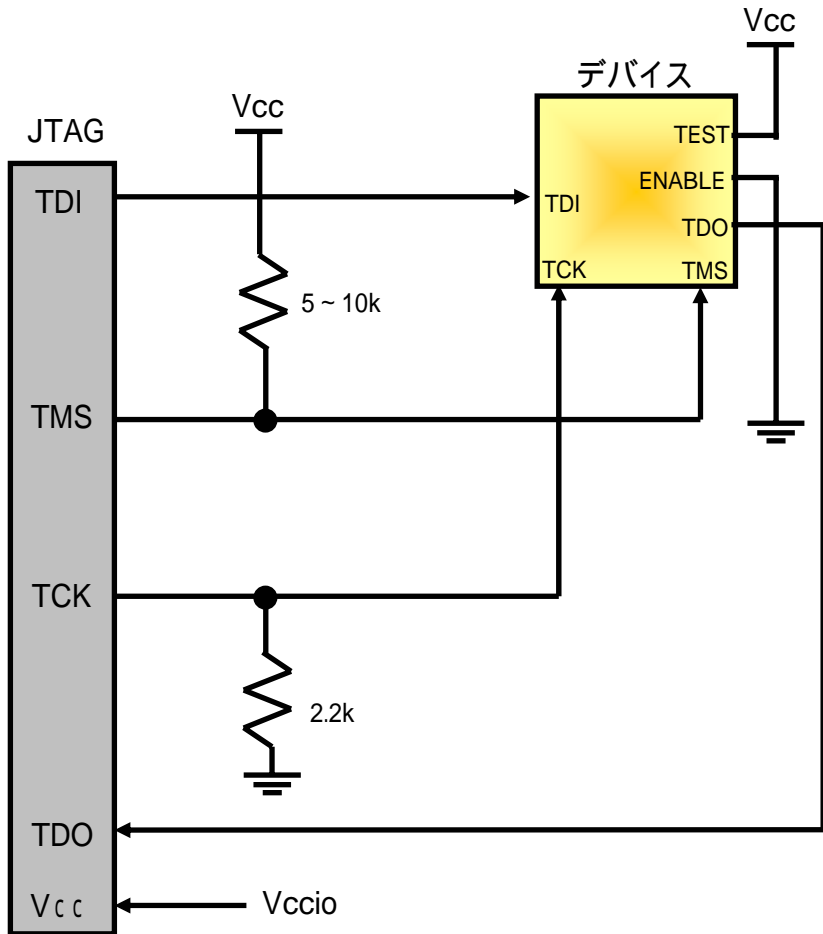 Vcc
デバイス
Vcc
JTAG
TEST
TDI
ENABLE
TDI
TDO
TCK
TMS
5 ~ 10k
TMS
TCK
2.2k
TDO
Vcc
Vccio